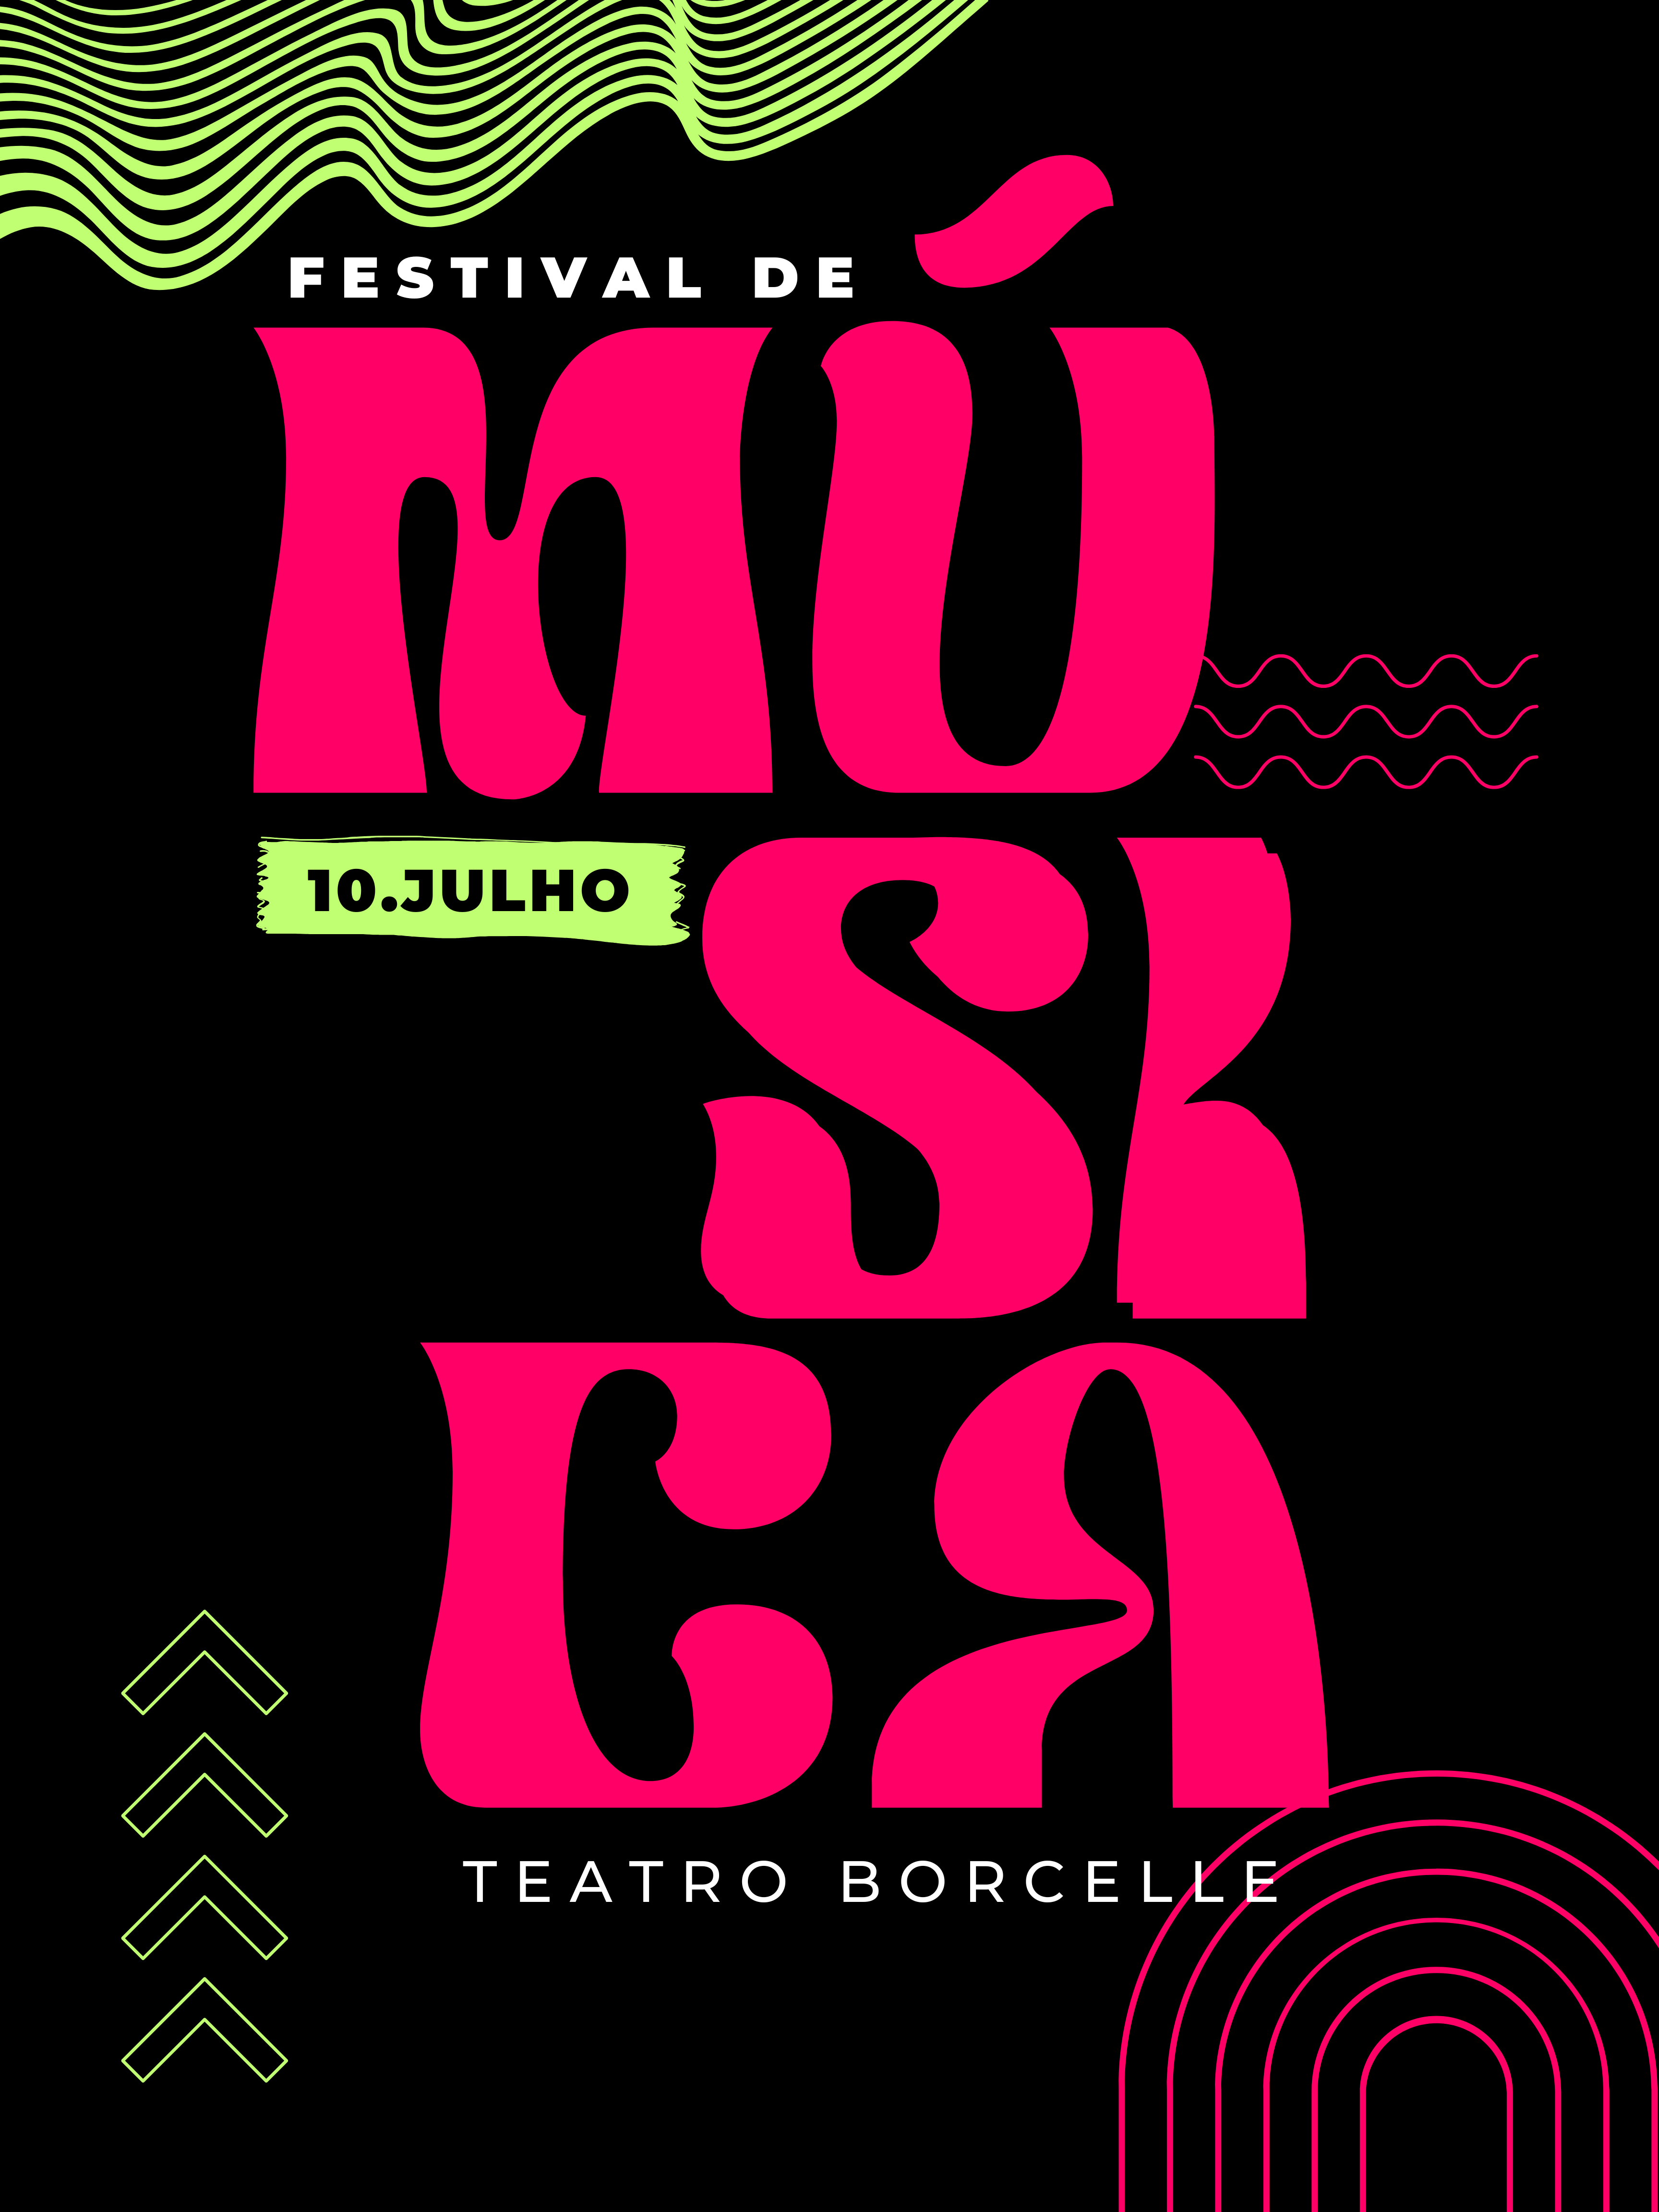 FESTIVAL DE
MÚ
10.JULHO
SI
CA
TEATRO BORCELLE